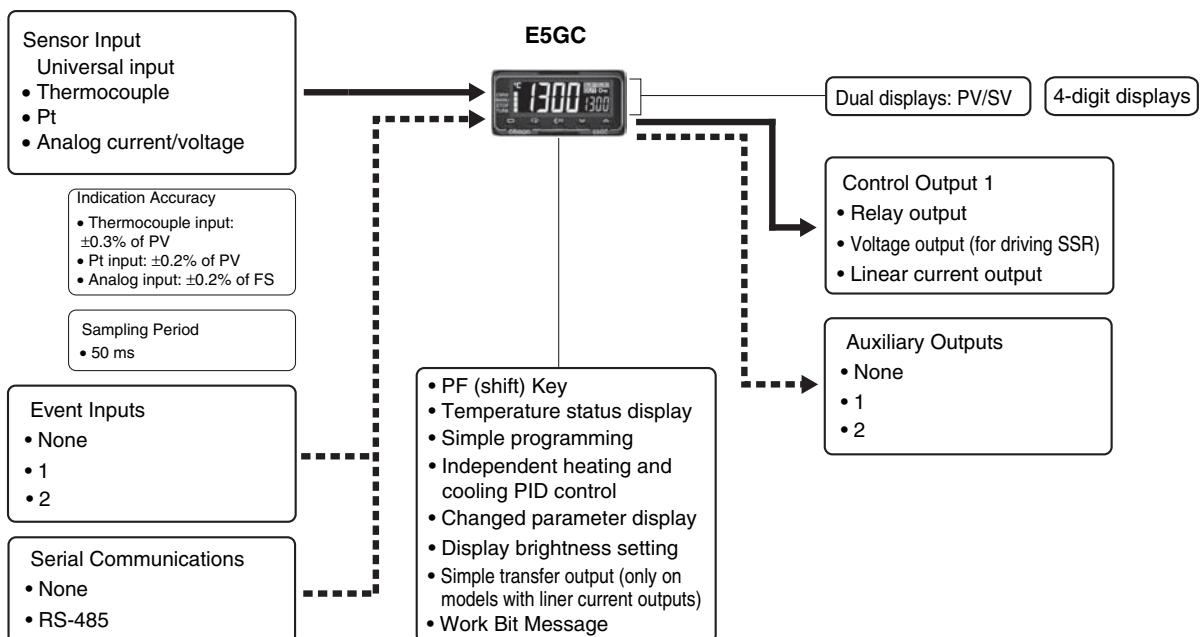 E5GC
Sensor Input
Universal input
• Thermocouple
• Pt
• Analog current/voltage
Indication Accuracy
• Thermocouple input:
±0.3% of PV
• Pt input: ±0.2% of PV
• Analog input: ±0.2% of FS
Sampling Period
• 50 ms
Event Inputs
• None
• 1
• 2
Serial Communications
• None
• RS-485
°C
1300
1300
OMRON
E5GC
• PF (shift) Key
• Temperature status display
• Simple programming
• Independent heating and
cooling PID control
• Changed parameter display
• Display brightness setting
• Simple transfer output (only on
models with liner current outputs)
• Work Bit Message
Dual displays: PV/SV
4-digit displays
Control Output 1
• Relay output
• Voltage output (for driving SSR)
• Linear current output
Auxiliary Outputs
• None
• 1
• 2